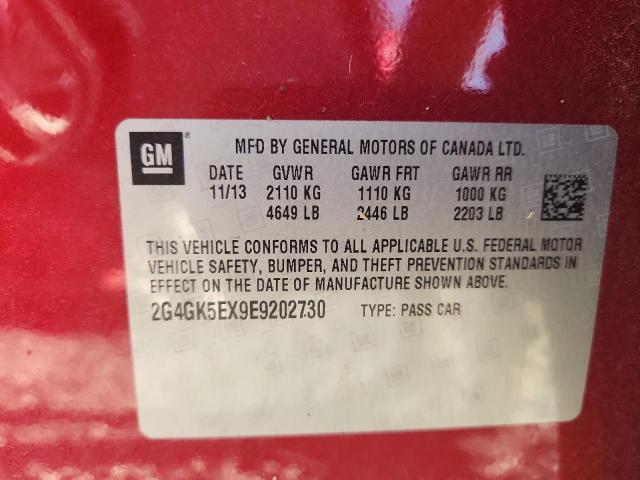 GM
MFD BY GENERAL MOTORS OF CANADA LTD.
DATE GVWR GAWR FRT GAWR RR
11/13 2110 KG 1110 KG 1000 KG
4649 LB 2446 LB 2203 LB
THIS VEHICLE CONFORMS TO ALL APPLICABLE U.S. FEDERAL MOTOR
VEHICLE SAFETY, BUMPER, AND THEFT PREVENTION STANDARDS IN
EFFECT ON THE DATE OF MANUFACTURE SHOWN ABOVE.
2G4GK5EX9E9202730 TYPE: PASS CAR